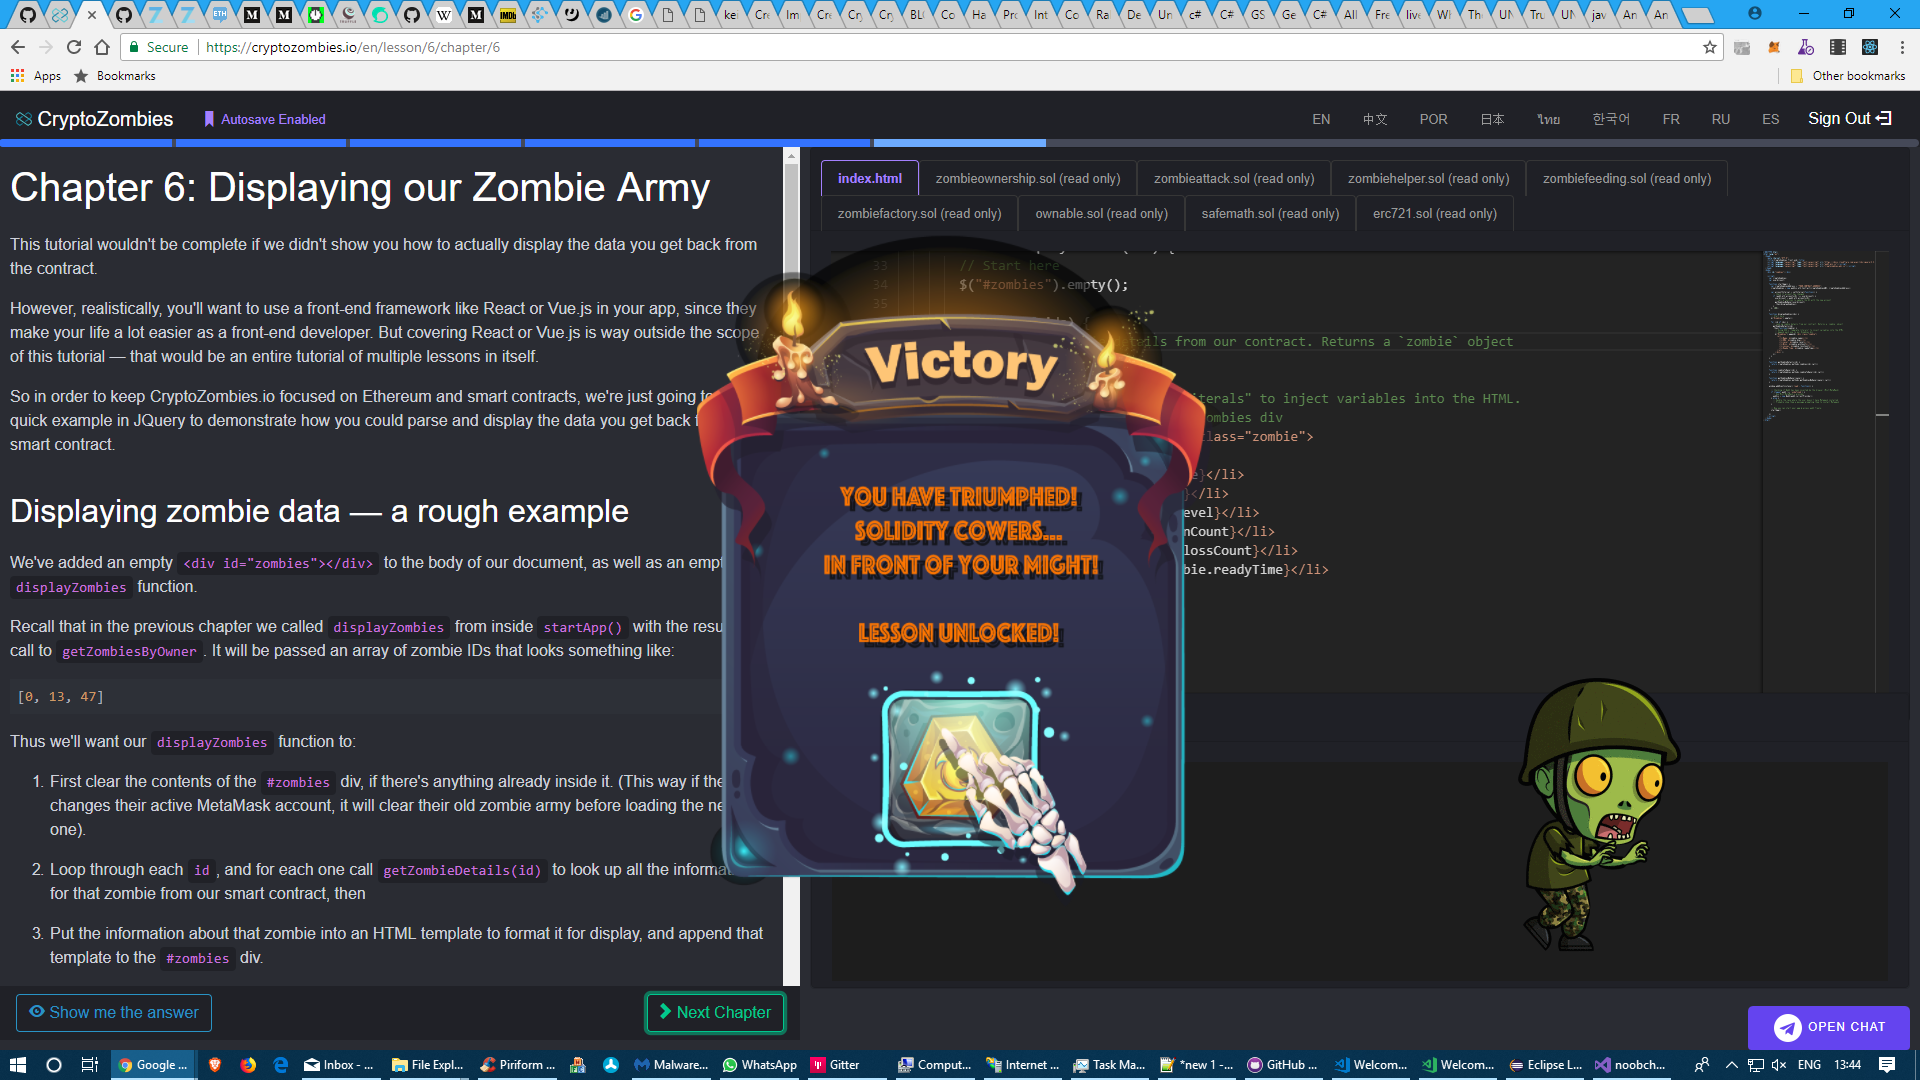 Secure
https://cryptozombies.io/en/lesson/6/chapter/6
Apps
Bookmarks
Other bookmarks
CryptoZombies
Autosave Enabled
EN
中文
POR
日本
ไทย
한국어
FR
RU
ES
Sign Out
Chapter 6: Displaying our Zombie Army
This tutorial wouldn't be complete if we didn't show you how to actually display the data you get back from
the contract.
However, realistically, you'll want to use a front-end framework like React or Vue.js in your app, since they
make your life a lot easier as a front-end developer. But covering React or Vue.js is way outside the scope
of this tutorial — that would be an entire tutorial of multiple lessons in itself.
So in order to keep CryptoZombies.io focused on Ethereum and smart contracts, we're just going to
quick example in JQuery to demonstrate how you could parse and display the data you get back
smart contract.
Displaying zombie data — a rough example
We've added an empty <div id="zombies"></div> to the body of our document, as well as an empt
displayZombies function.
Recall that in the previous chapter we called displayZombies from inside startApp() with the resu
call to getZombiesByOwner . It will be passed an array of zombie IDs that looks something like:
[0, 13, 47]
Thus we'll want our displayZombies function to:
1. First clear the contents of the #zombies div, if there's anything already inside it. (This way if the
changes their active MetaMask account, it will clear their old zombie army before loading the ne
one).
2. Loop through each id , and for each one call getZombieDetails(id) to look up all the informa
for that zombie from our smart contract, then
3. Put the information about that zombie into an HTML template to format it for display, and append that
template to the #zombies div.
Show me the answer
Next Chapter
index.html
zombieownership.sol (read only)
zombieattack.sol (read only)
zombiehelper.sol (read only)
zombiefeeding.sol (read only)
zombiefactory.sol (read only)
ownable.sol (read only)
safemath.sol (read only)
erc721.sol (read only)
33 // Start here
34 $("#zombies").empty();
35
ils from our contract. Returns a `zombie` object
iterals" to inject variables into the HTML.
ombies div
lass="zombie">
e}</li>
}</li>
evel}</li>
nCount}</li>
lossCount}</li>
bie.readyTime}</li>
Victory
YOU HAVE TRIUMPHED!
SOLIDITY COWERS...
IN FRONT OF YOUR MIGHT!
LESSON UNLOCKED!
OPEN CHAT
Google ...
Inbox - ...
File Expl...
Piriform ...
Malware...
WhatsApp
Gitter
Comput...
Internet ...
Task Ma...
*new 1 -...
GitHub ...
Welcom...
Welcom...
Eclipse L...
noobch...
ENG
13:44